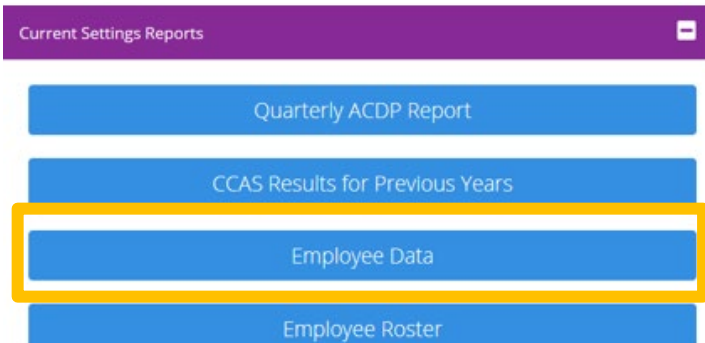 Current Settings Reports
Quarterly ACDP Report
CCAS Results for Previous Years
Employee Data
Employee Roster